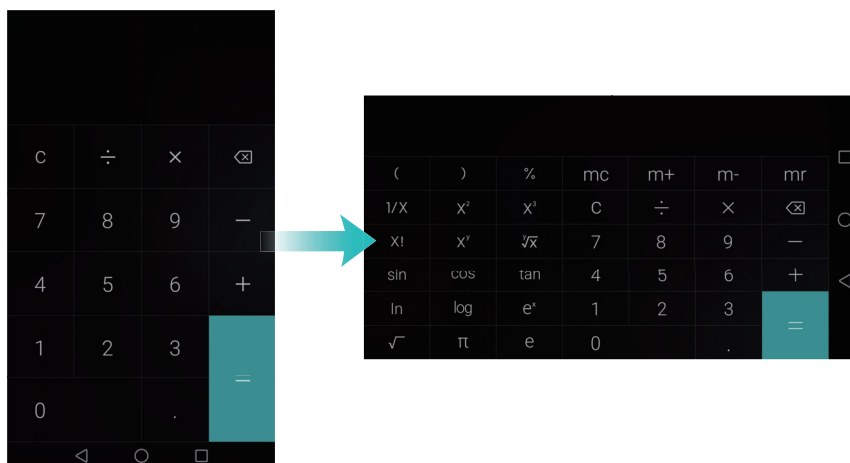 C ÷ ×
7 8 9 −
4 5 6 +
1 2 3 =
0 .
( ) % mc m+ m- mr
1/X X² X³ C ÷ ×
X! Xʸ ʸ√x 7 8 9 −
sin cos tan 4 5 6 +
ln log eˣ 1 2 3 =
√ π e 0 .